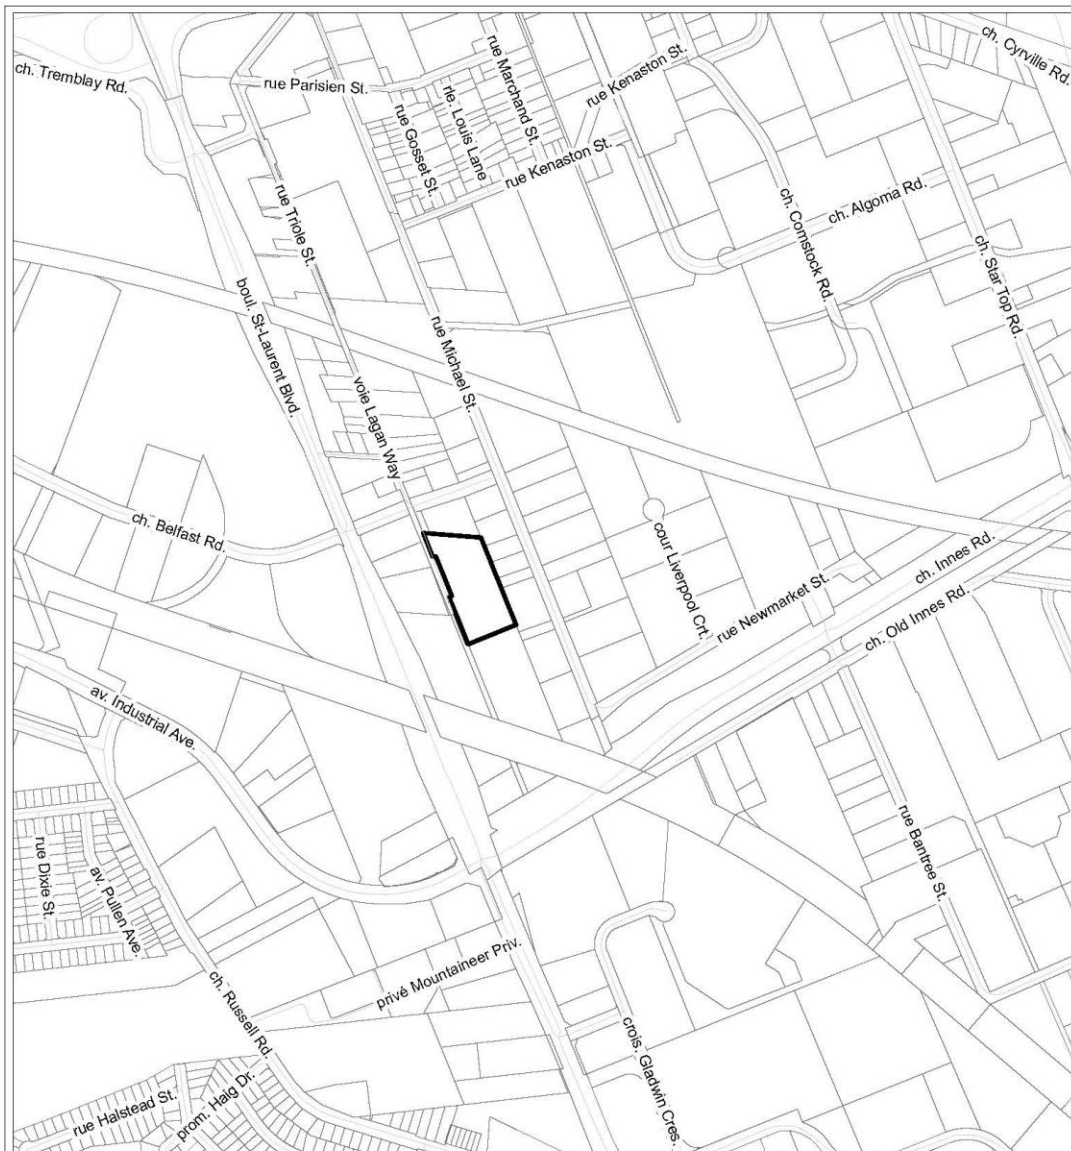 ch. Cyrville Rd.
ch. Tremblay Rd.
rue Parisien St.
rue Marchand St.
rue Kenaston St.
rue Gosset St.
rle. Louis Lane
rue Kenaston St.
ch. Algoma Rd.
rue Triole St.
ch. Comstock Rd.
ch. Star Top Rd.
boul. St-Laurent Blvd.
rue Michael St.
voie Lagan Way
ch. Belfast Rd.
cour Liverpool Crt.
ch. Innes Rd.
rue Newmarket St.
ch. Old Innes Rd.
av. Industrial Ave.
rue Bantree St.
rue Dixie St.
av. Pullen Ave.
privé Mountaineer Priv.
ch. Russell Rd.
crois. Gladwin Cres.
rue Halstead St.
prom. Haig Dr.